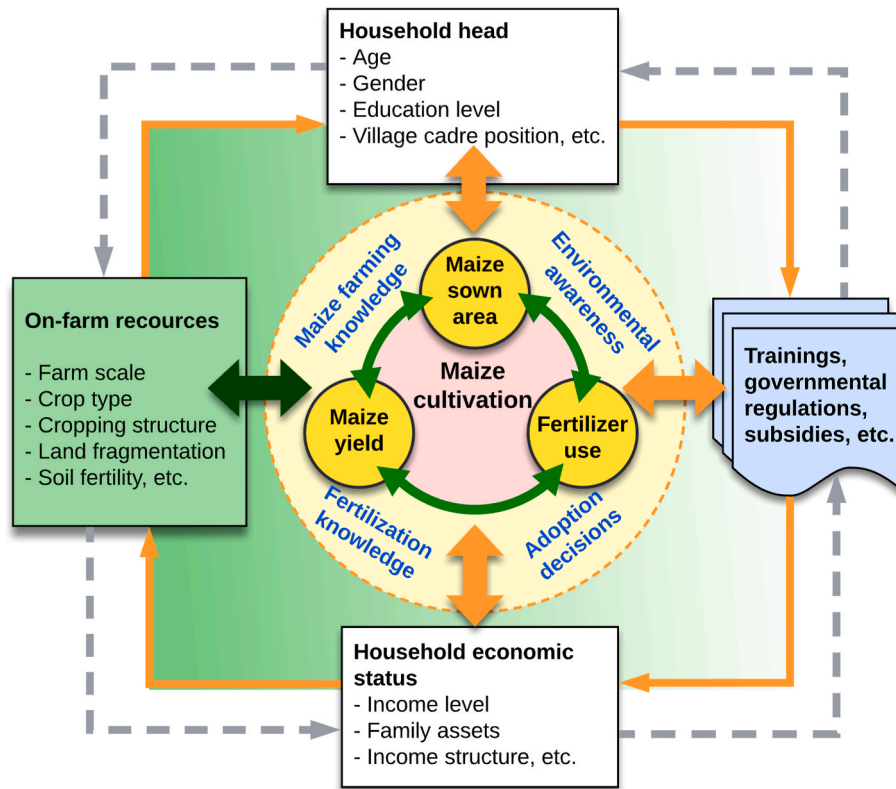 Household head
- Age
- Gender
- Education level
- Village cadre position, etc.
Maize farming
knowledge
Environmental
awareness
Maize
sown
area
On-farm recources
- Farm scale
- Crop type
- Cropping structure
- Land fragmentation
- Soil fertility, etc.
Maize
cultivation
Maize
yield
Fertilizer
use
Trainings,
governmental
regulations,
subsidies, etc.
Fertilization
knowledge
Adoption
decisions
Household economic
status
- Income level
- Family assets
- Income structure, etc.